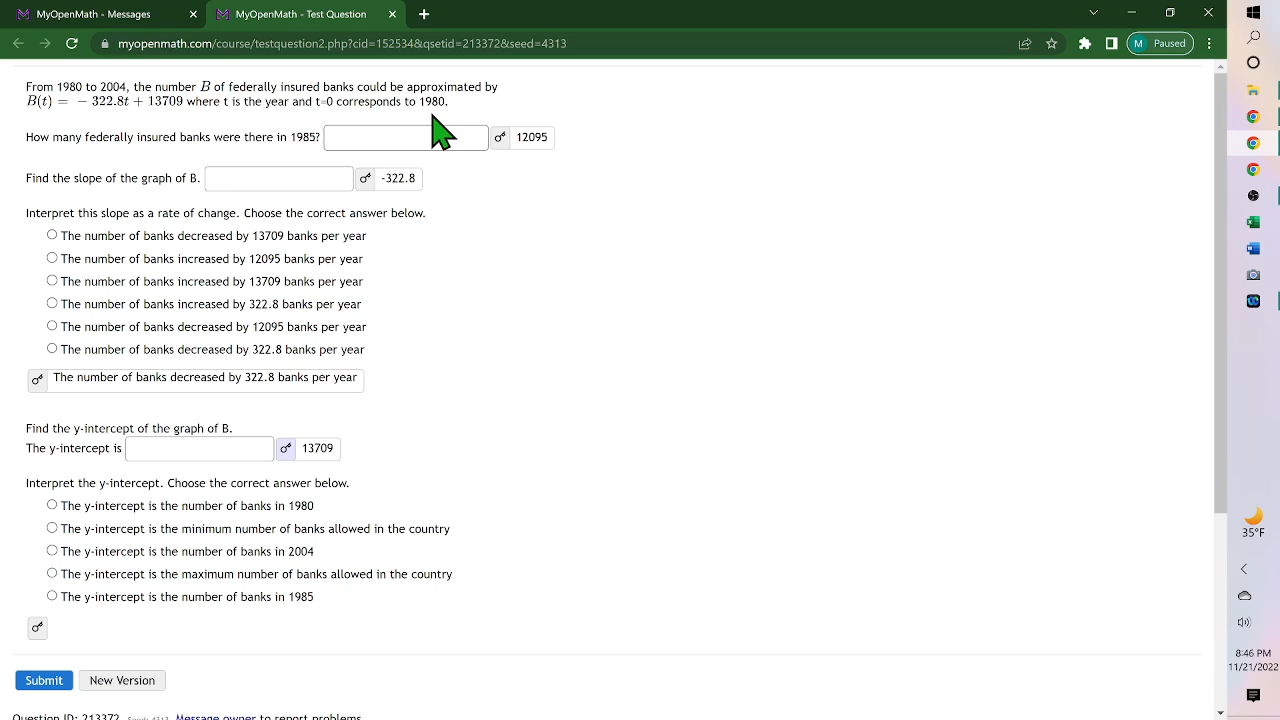 MyOpenMath - Messages
MyOpenMath - Test Question
myopenmath.com/course/testquestion2.php?cid=152534&qsetid=213372&seed=4313
M Paused
From 1980 to 2004, the number B of federally insured banks could be approximated by
B(t) = − 322.8t + 13709 where t is the year and t=0 corresponds to 1980.
How many federally insured banks were there in 1985? 12095
Find the slope of the graph of B. -322.8
Interpret this slope as a rate of change. Choose the correct answer below.
The number of banks decreased by 13709 banks per year
The number of banks increased by 12095 banks per year
The number of banks increased by 13709 banks per year
The number of banks increased by 322.8 banks per year
The number of banks decreased by 12095 banks per year
The number of banks decreased by 322.8 banks per year
The number of banks decreased by 322.8 banks per year
Find the y-intercept of the graph of B.
The y-intercept is 13709
Interpret the y-intercept. Choose the correct answer below.
The y-intercept is the number of banks in 1980
The y-intercept is the minimum number of banks allowed in the country
The y-intercept is the number of banks in 2004
The y-intercept is the maximum number of banks allowed in the country
The y-intercept is the number of banks in 1985
Submit New Version
Question ID: 213372 Seed: 4313 Message owner to report problems
35°F
8:46 PM
11/21/2022